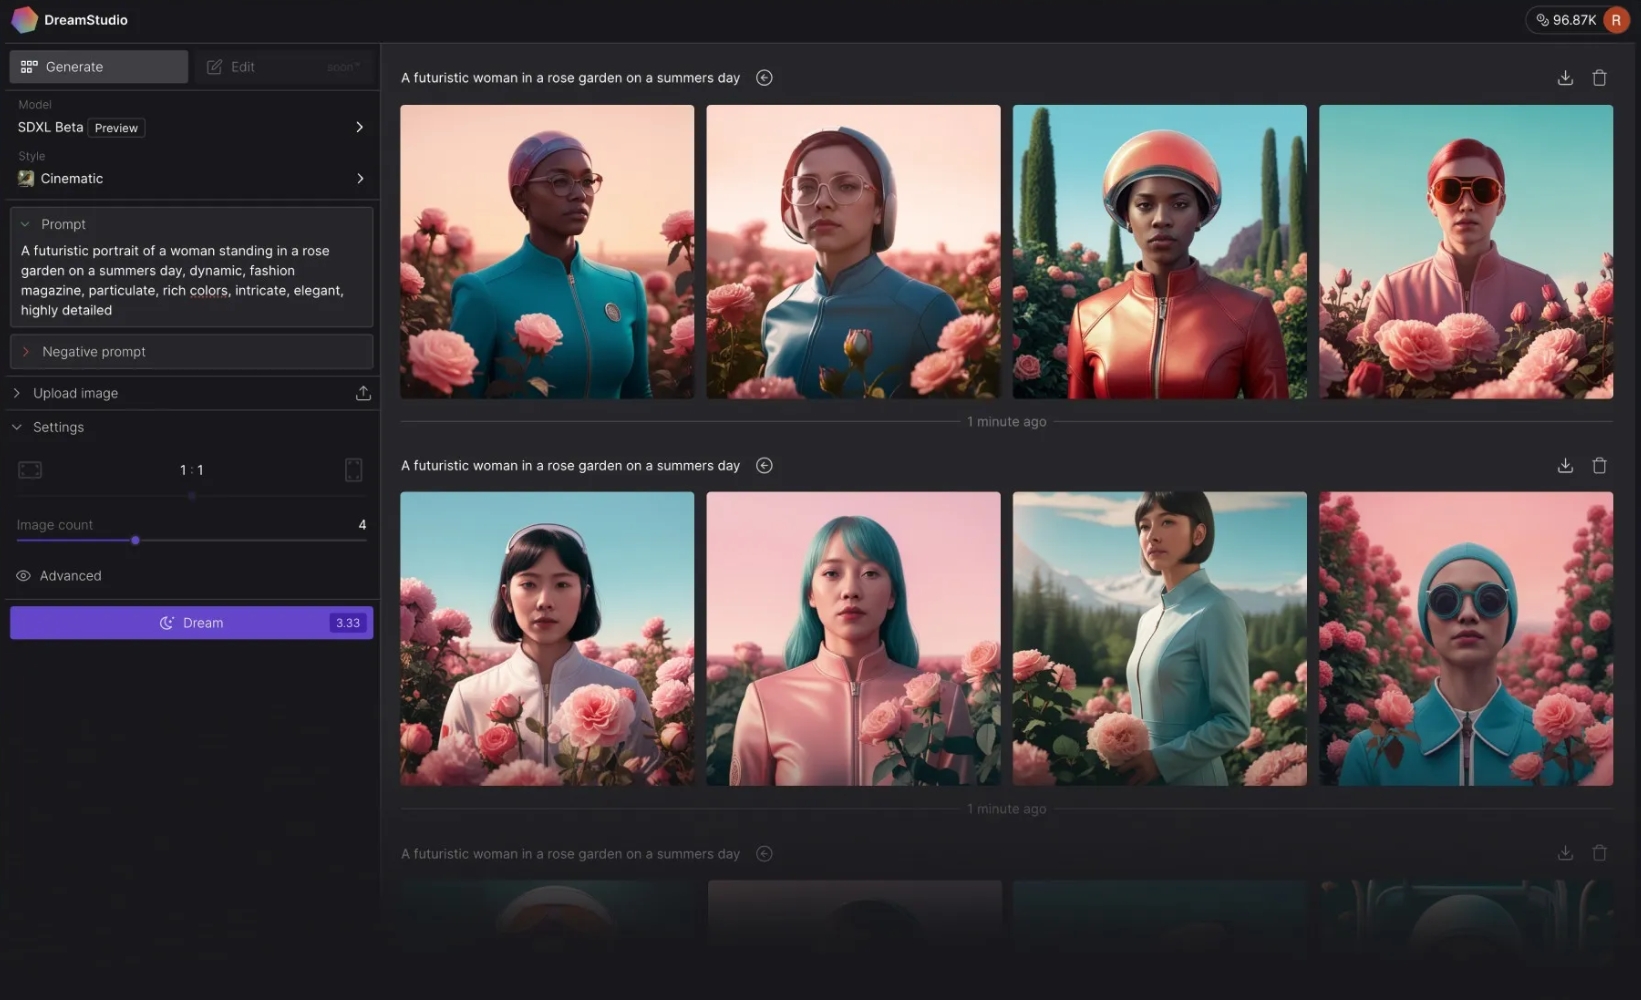 DreamStudio
96.87K R
Generate
Edit
soon™
Model
SDXL Beta Preview
Style
Cinematic
Prompt
A futuristic portrait of a woman standing in a rose
garden on a summers day, dynamic, fashion
magazine, particulate, rich colors, intricate, elegant,
highly detailed
Negative prompt
Upload image
Settings
1 : 1
Image count 4
Advanced
Dream 3.33
A futuristic woman in a rose garden on a summers day
1 minute ago
A futuristic woman in a rose garden on a summers day
1 minute ago
A futuristic woman in a rose garden on a summers day